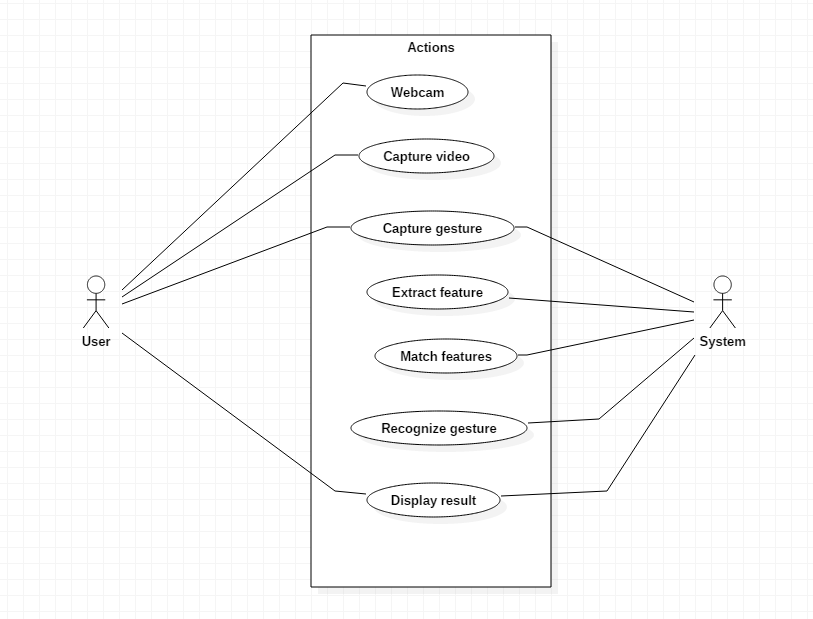 Actions
Webcam
Capture video
Capture gesture
Extract feature
Match features
Recognize gesture
Display result
User
System